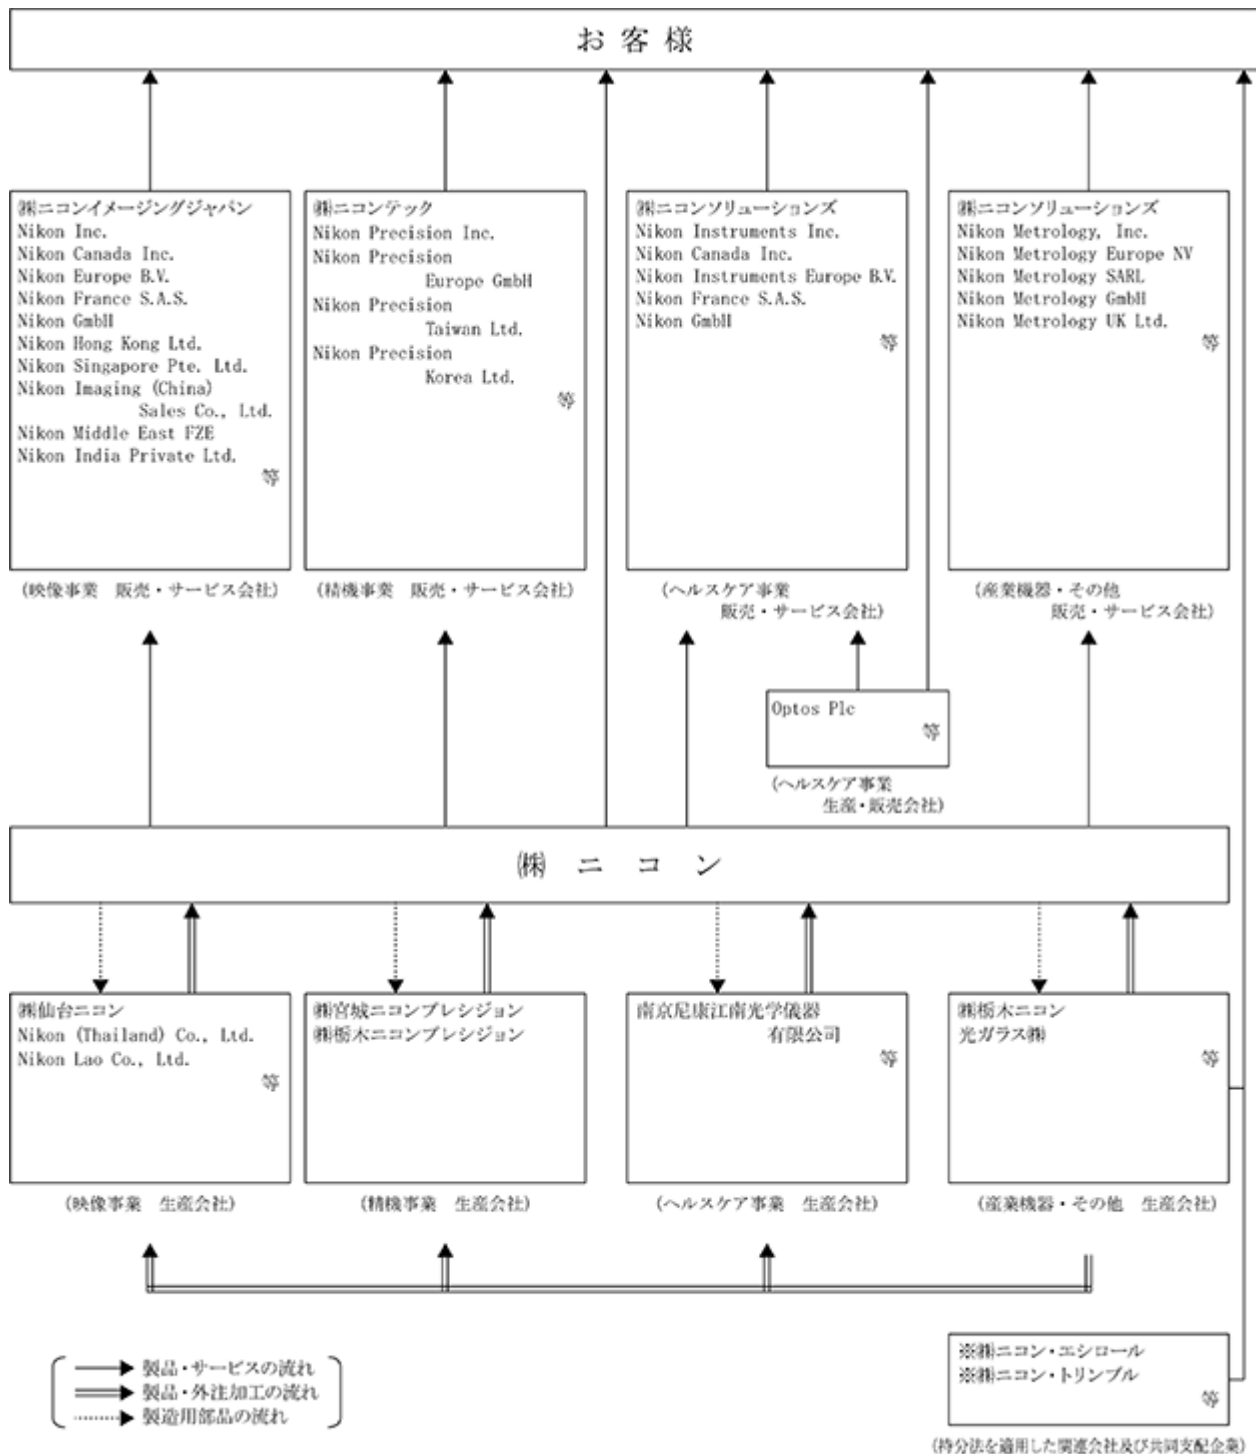 お客様
㈱ニコンイメージングジャパン
Nikon Inc.
Nikon Canada Inc.
Nikon Europe B.V.
Nikon France S.A.S.
Nikon GmbH
Nikon Hong Kong Ltd.
Nikon Singapore Pte. Ltd.
Nikon Imaging (China)
Sales Co., Ltd.
Nikon Middle East FZE
Nikon India Private Ltd.
等
(映像事業 販売・サービス会社)
㈱ニコンテック
Nikon Precision Inc.
Nikon Precision
Europe GmbH
Nikon Precision
Taiwan Ltd.
Nikon Precision
Korea Ltd.
等
(精機事業 販売・サービス会社)
㈱ニコンソリューションズ
Nikon Instruments Inc.
Nikon Canada Inc.
Nikon Instruments Europe B.V.
Nikon France S.A.S.
Nikon GmbH
等
(ヘルスケア事業
販売・サービス会社)
㈱ニコンソリューションズ
Nikon Metrology, Inc.
Nikon Metrology Europe NV
Nikon Metrology SARL
Nikon Metrology GmbH
Nikon Metrology UK Ltd.
等
(産業機器・その他
販売・サービス会社)
Optos Plc
等
(ヘルスケア事業
生産・販売会社)
㈱ニコン
㈱仙台ニコン
Nikon (Thailand) Co., Ltd.
Nikon Lao Co., Ltd.
等
(映像事業 生産会社)
㈱宮城ニコンプレシジョン
㈱栃木ニコンプレシジョン
(精機事業 生産会社)
南京尼康江南光学儀器
有限公司
等
(ヘルスケア事業 生産会社)
㈱栃木ニコン
光ガラス㈱
等
(産業機器・その他 生産会社)
製品・サービスの流れ
製品・外注加工の流れ
製造用部品の流れ
※㈱ニコン・エシロール
※㈱ニコン・トリンブル
等
(持分法を適用した関連会社及び共同支配企業)